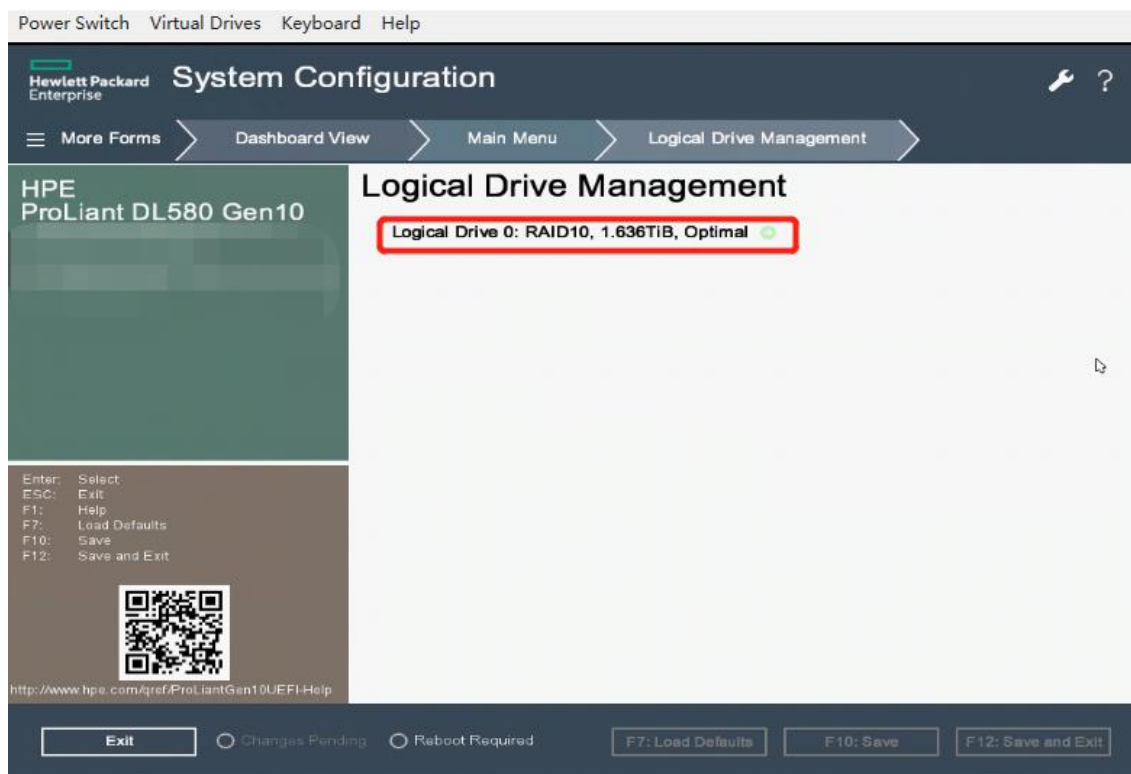 Power Switch Virtual Drives Keyboard Help
Hewlett Packard
Enterprise
System Configuration
?
More Forms Dashboard View Main Menu Logical Drive Management
HPE
ProLiant DL580 Gen10
Logical Drive Management
Logical Drive 0: RAID10, 1.636TiB, Optimal
Enter: Select
ESC: Exit
F1: Help
F7: Load Defaults
F10: Save
F12: Save and Exit
http://www.hpe.com/qref/ProLiantGen10UEFI-Help
Exit Changes Pending Reboot Required F7: Load Defaults F10: Save F12: Save and Exit